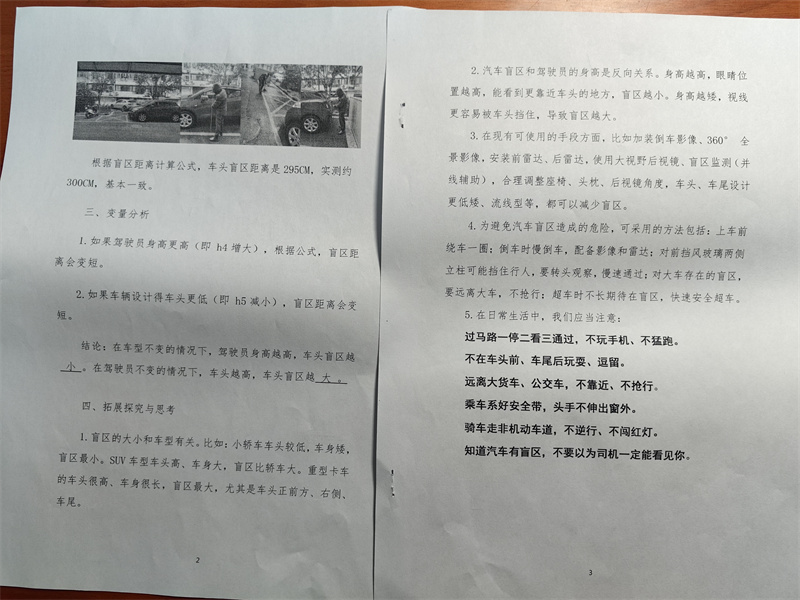 根据盲区距离计算公式，车头盲区距离是 295CM，实测约
300CM，基本一致。
三、变量分析
1.如果驾驶员身高更高（即 h4 增大），根据公式，盲区距
离会变短。
2.如果车辆设计得车头更低（即 h5 减小），盲区距离会变
短。
结论：在车型不变的情况下，驾驶员身高越高，车头盲区越
小 。在驾驶员不变的情况下，车头越高，车头盲区越 大 。
四、拓展探究与思考
1.盲区的大小和车型有关。比如：小轿车车头较低，车身矮，
盲区最小。SUV 车型车头高、车身大，盲区比轿车大。重型卡车
的车头很高、车身很长，盲区最大，尤其是车头正前方、右侧、
车尾。
2
2.汽车盲区和驾驶员的身高是反向关系。身高越高，眼睛位
置越高，能看到更靠近车头的地方，盲区越小。身高越矮，视线
更容易被车头挡住，导致盲区越大。
3.在现有可使用的手段方面，比如加装倒车影像、360° 全
景影像，安装前雷达、后雷达，使用大视野后视镜、盲区监测（并
线辅助），合理调整座椅、头枕、后视镜角度，车头、车尾设计
更低矮、流线型等，都可以减少盲区。
4.为避免汽车盲区造成的危险，可采用的方法包括：上车前
绕车一圈；倒车时慢倒车，配备影像和雷达；对前挡风玻璃两侧
立柱可能挡住行人，要转头观察，慢速通过；对大车存在的盲区，
要远离大车，不抢行；超车时不长期待在盲区，快速安全超车。
5.在日常生活中，我们应当注意：
过马路一停二看三通过，不玩手机、不猛跑。
不在车头前、车尾后玩耍、逗留。
远离大货车、公交车，不靠近、不抢行。
乘车系好安全带，头手不伸出窗外。
骑车走非机动车道，不逆行、不闯红灯。
知道汽车有盲区，不要以为司机一定能看见你。
3